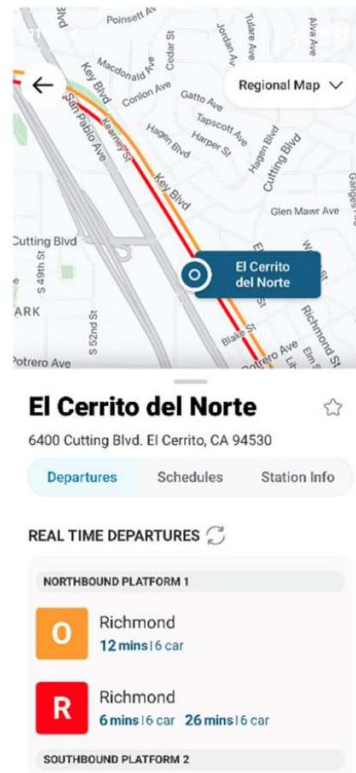 Poinsett Av
Cedar St
Jordan Av
Tulare Ave
Alva Ave
Blvd
Macdonald Ave
Key Blvd
Conlon Ave
Gatto Ave
Regional Map
San Pablo Ave
Kearney St
Hagen Blvd
Tapscott Ave
Harper St
Hagen Blvd
Cutting Blvd
Ganges
Key Blvd
Glen Mawr Ave
Cutting Blvd
S 49th St
El Cerrito
del Norte
ARK
S 52nd St
Blake St
Richmond St
Potrero Ave
otrero Ave
Elm S
El Cerrito del Norte
6400 Cutting Blvd. El Cerrito, CA 94530
Departures Schedules Station Info
REAL TIME DEPARTURES
NORTHBOUND PLATFORM 1
O Richmond
12 mins | 6 car
R Richmond
6 mins | 6 car 26 mins | 6 car
SOUTHBOUND PLATFORM 2